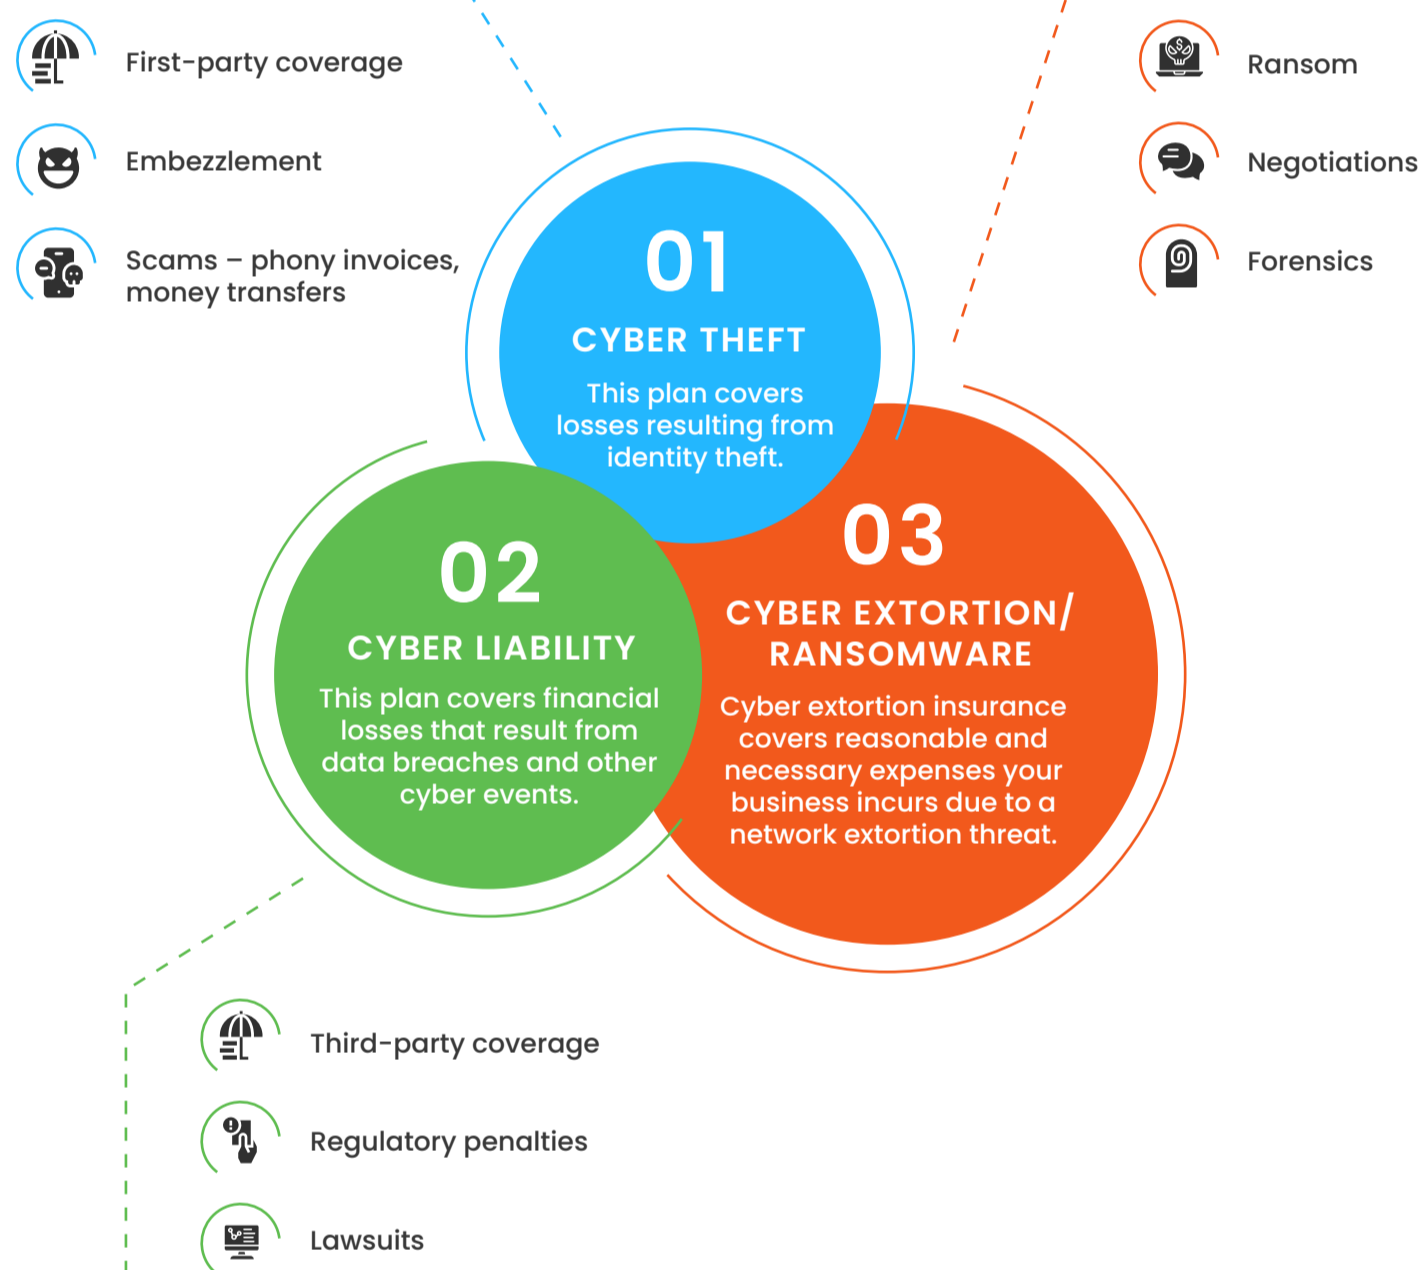 First-party coverage
Embezzlement
Scams – phony invoices,
money transfers
Ransom
Negotiations
Forensics
01
CYBER THEFT
This plan covers
losses resulting from
identity theft.
02
CYBER LIABILITY
This plan covers financial
losses that result from
data breaches and other
cyber events.
03
CYBER EXTORTION/
RANSOMWARE
Cyber extortion insurance
covers reasonable and
necessary expenses your
business incurs due to a
network extortion threat.
Third-party coverage
Regulatory penalties
Lawsuits